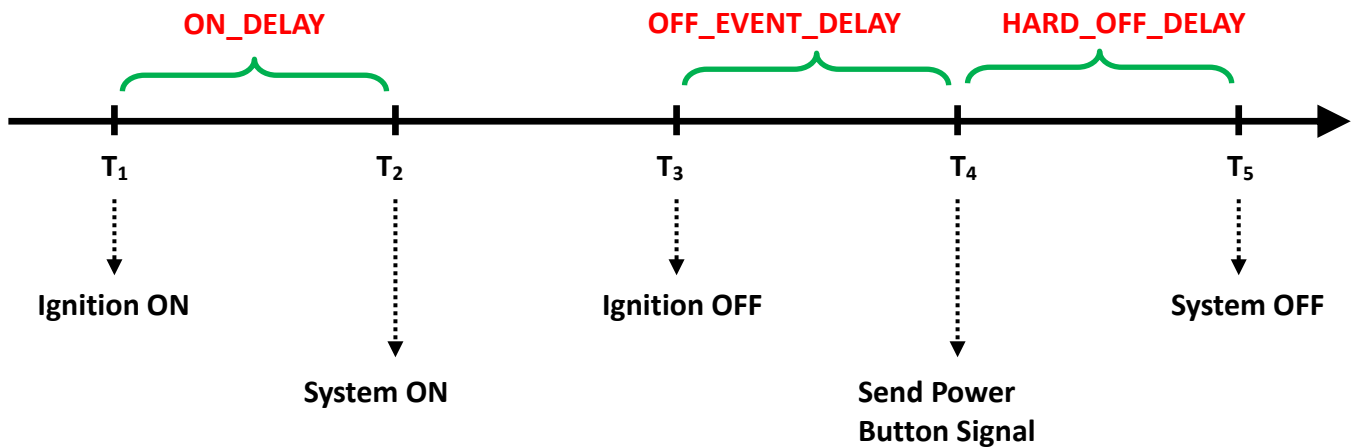 ON_DELAY
OFF_EVENT_DELAY
HARD_OFF_DELAY
T₁
T₂
T₃
T₄
T₅
Ignition ON
Ignition OFF
System OFF
System ON
Send Power
Button Signal